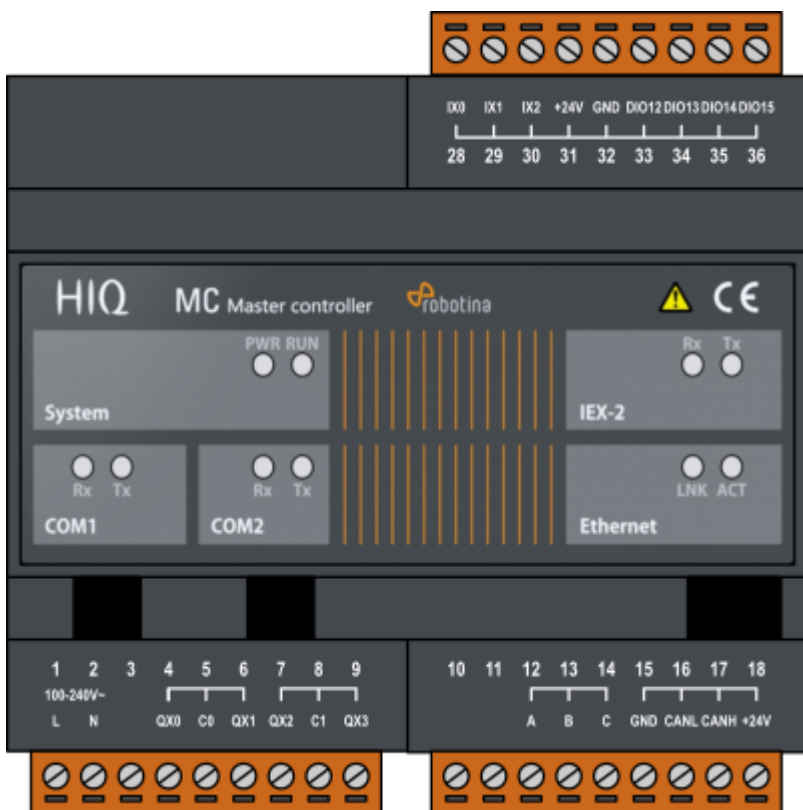 IX0 IX1 IX2 +24V GND DIO12 DIO13 DIO14 DIO15
28 29 30 31 32 33 34 35 36
HIQ MC Master controller robotina CE
PWR RUN
System
Rx Tx
IEX-2
Rx Tx
COM1
Rx Tx
COM2
LNK ACT
Ethernet
1 2 3 4 5 6 7 8 9
100-240V~
L N QX0 C0 QX1 QX2 C1 QX3
10 11 12 13 14 15 16 17 18
A B C GND CANL CANH +24V